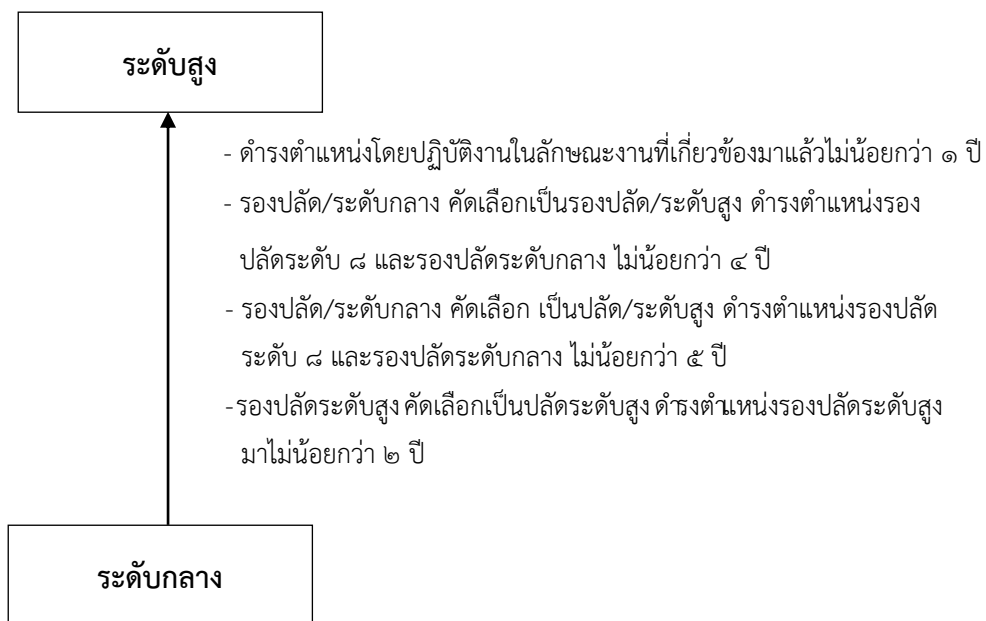 ระดับสูง
- ดำรงตำแหน่งโดยปฏิบัติงานในลักษณะงานที่เกี่ยวข้องมาแล้วไม่น้อยกว่า ๑ ปี
- รองปลัด/ระดับกลาง คัดเลือกเป็นรองปลัด/ระดับสูง ดำรงตำแหน่งรอง
ปลัดระดับ ๘ และรองปลัดระดับกลาง ไม่น้อยกว่า ๔ ปี
- รองปลัด/ระดับกลาง คัดเลือก เป็นปลัด/ระดับสูง ดำรงตำแหน่งรองปลัด
ระดับ ๘ และรองปลัดระดับกลาง ไม่น้อยกว่า ๕ ปี
-รองปลัดระดับสูง คัดเลือกเป็นปลัดระดับสูง ดำรงตำแหน่งรองปลัดระดับสูง
มาไม่น้อยกว่า ๒ ปี
ระดับกลาง